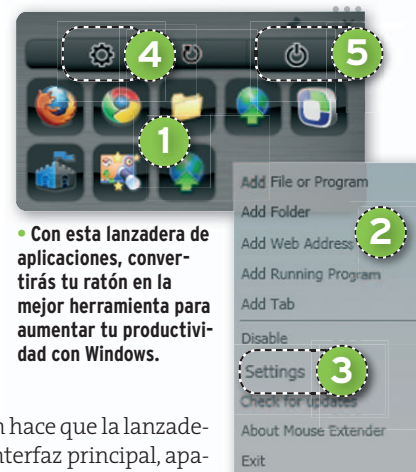 4
5
1
• Con esta lanzadera de
aplicaciones, conver-
tirás tu ratón en la
mejor herramienta para
aumentar tu productivi-
dad con Windows.
Add File or Program
Add Folder
Add Web Address
2
Add Running Program
Add Tab
Disable
Settings
3
Check for updates
About Mouse Extender
Exit
n hace que la lanzade-
nterfaz principal, apa-